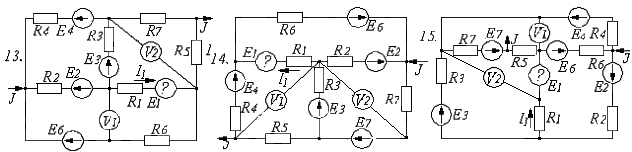 13.
R4 E4 R3 R7 J
V2 R5
E3 I1
R2 E2 R1 E1 ?
J
V1
E6 R6
14.
R6 E6
E1 ? R1 R2 E2 J
I1
E4 R3
V1 V2 R7
R4 E3
J R5 E7
15.
E4 R4
V1
R7 E7 J R5 E6 R6 J
R3 V2 ? E1 E2
E3 I1 R1 R2